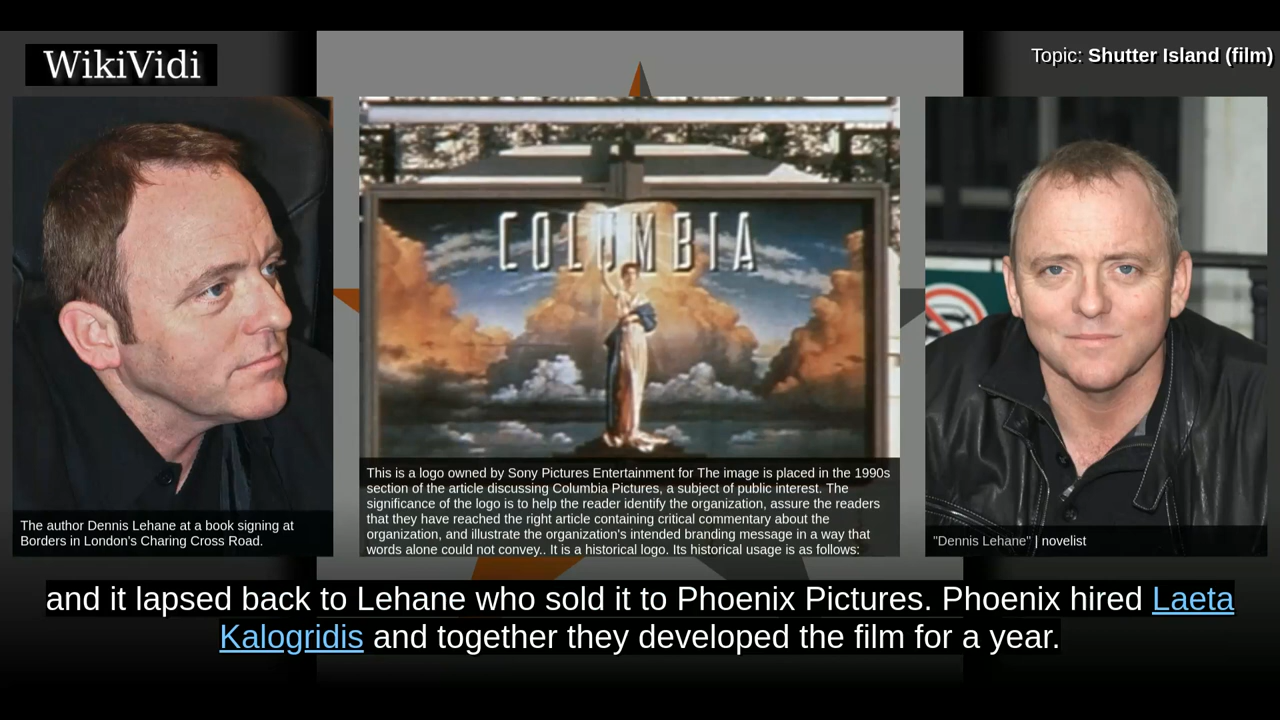 WikiVidi
Topic: Shutter Island (film)
COLUMBIA
The author Dennis Lehane at a book signing at
Borders in London's Charing Cross Road.
This is a logo owned by Sony Pictures Entertainment for The image is placed in the 1990s
section of the article discussing Columbia Pictures, a subject of public interest. The
significance of the logo is to help the reader identify the organization, assure the readers
that they have reached the right article containing critical commentary about the
organization, and illustrate the organization's intended branding message in a way that
words alone could not convey.. It is a historical logo. Its historical usage is as follows:
"Dennis Lehane" | novelist
and it lapsed back to Lehane who sold it to Phoenix Pictures. Phoenix hired Laeta
Kalogridis and together they developed the film for a year.